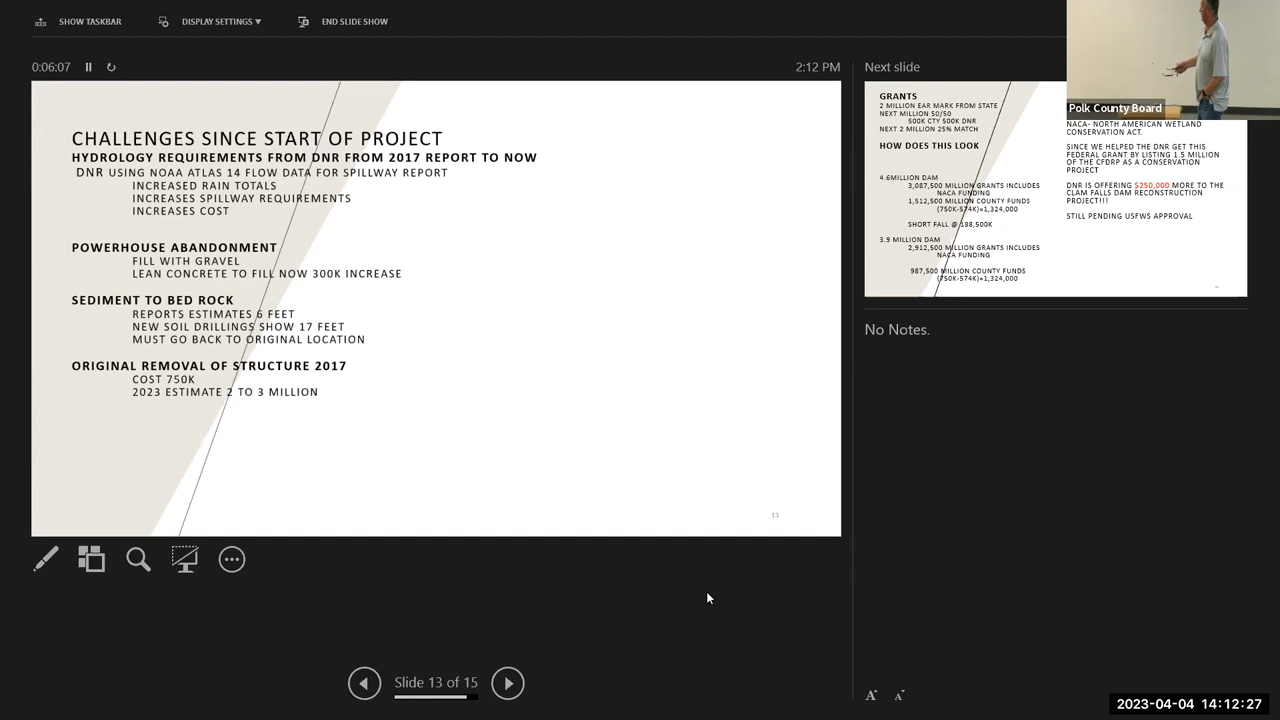 SHOW TASKBAR
DISPLAY SETTINGS ▼
END SLIDE SHOW
0:06:07
2:12 PM
CHALLENGES SINCE START OF PROJECT
HYDROLOGY REQUIREMENTS FROM DNR FROM 2017 REPORT TO NOW
DNR USING NOAA ATLAS 14 FLOW DATA FOR SPILLWAY REPORT
INCREASED RAIN TOTALS
INCREASES SPILLWAY REQUIREMENTS
INCREASES COST
POWERHOUSE ABANDONMENT
FILL WITH GRAVEL
LEAN CONCRETE TO FILL NOW 300K INCREASE
SEDIMENT TO BED ROCK
REPORTS ESTIMATES 6 FEET
NEW SOIL DRILLINGS SHOW 17 FEET
MUST GO BACK TO ORIGINAL LOCATION
ORIGINAL REMOVAL OF STRUCTURE 2017
COST 750K
2023 ESTIMATE 2 TO 3 MILLION
13
Slide 13 of 15
Next slide
Polk County Board
GRANTS
2 MILLION EAR MARK FROM STATE
NEXT MILLION 50/50
500K CTY 500K DNR
NEXT 2 MILLION 25% MATCH
HOW DOES THIS LOOK
4.6MILLION DAM
3,087,500 MILLION GRANTS INCLUDES
NACA FUNDING
1,512,500 MILLION COUNTY FUNDS
(750K-574K)=1,324,000
SHORT FALL @ 188,500K
3.9 MILLION DAM
2,912,500 MILLION GRANTS INCLUDES
NACA FUNDING
987,500 MILLION COUNTY FUNDS
(750K-574K)=1,324,000
NACA- NORTH AMERICAN WETLAND
CONSERVATION ACT.
SINCE WE HELPED THE DNR GET THIS
FEDERAL GRANT BY LISTING 1.5 MILLION
OF THE CFDRP AS A CONSERVATION
PROJECT
DNR IS OFFERING $250,000 MORE TO THE
CLAM FALLS DAM RECONSTRUCTION
PROJECT!!!
STILL PENDING USFWS APPROVAL
No Notes.
A A
2023-04-04 14:12:27